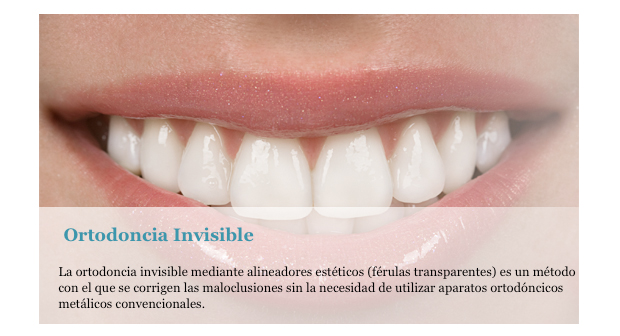 Ortodoncia Invisible
La ortodoncia invisible mediante alineadores estéticos (férulas transparentes) es un método
con el que se corrigen las maloclusiones sin la necesidad de utilizar aparatos ortodóncicos
metálicos convencionales.